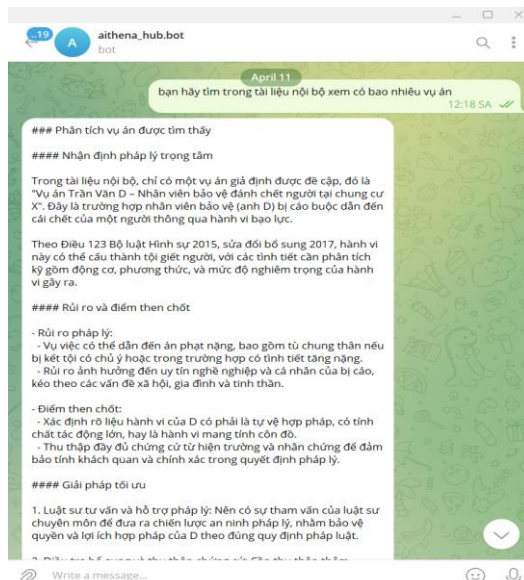 ..19
A
aithena_hub.bot
bot
April 11
bạn hãy tìm trong tài liệu nội bộ xem có bao nhiêu vụ án
12:18 SA
### Phân tích vụ án được tìm thấy
#### Nhận định pháp lý trọng tâm
Trong tài liệu nội bộ, chỉ có một vụ án giả định được đề cập, đó là
"Vụ án Trần Văn D – Nhân viên bảo vệ đánh chết người tại chung cư
X". Đây là trường hợp nhân viên bảo vệ (anh D) bị cáo buộc dẫn đến
cái chết của một người thông qua hành vi bạo lực.
Theo Điều 123 Bộ luật Hình sự 2015, sửa đổi bổ sung 2017, hành vi
này có thể cấu thành tội giết người, với các tình tiết cần phân tích
kỹ gồm động cơ, phương thức, và mức độ nghiêm trọng của hành
vi gây ra.
#### Rủi ro và điểm then chốt
- Rủi ro pháp lý:
- Vụ việc có thể dẫn đến án phạt nặng, bao gồm tù chung thân nếu
bị kết tội có chủ ý hoặc trong trường hợp có tình tiết tăng nặng.
- Rủi ro ảnh hưởng đến uy tín nghề nghiệp và cá nhân của bị cáo,
kéo theo các vấn đề xã hội, gia đình và tinh thần.
- Điểm then chốt:
- Xác định rõ liệu hành vi của D có phải là tự vệ hợp pháp, có tính
chất tác động lớn, hay là hành vi mang tính côn đồ.
- Thu thập đầy đủ chứng cứ từ hiện trường và nhân chứng để đảm
bảo tính khách quan và chính xác trong quyết định pháp lý.
#### Giải pháp tối ưu
1. Luật sư tư vấn và hỗ trợ pháp lý: Nên có sự tham vấn của luật sư
chuyên môn để đưa ra chiến lược an ninh pháp lý, nhằm bảo vệ
quyền và lợi ích hợp pháp của D theo đúng quy định pháp luật.
Write a message...